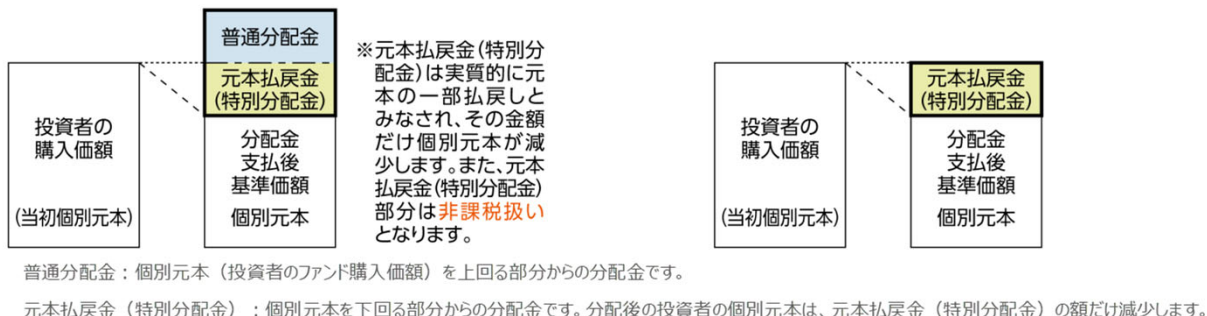 普通分配金
元本払戻金
(特別分配金)
投資者の
購入価額
(当初個別元本)
分配金
支払後
基準価額
個別元本
※元本払戻金(特別分
配金)は実質的に元
本の一部払戻しと
みなされ、その金額
だけ個別元本が減
少します。また、元本
払戻金(特別分配金)
部分は非課税扱い
となります。
投資者の
購入価額
(当初個別元本)
元本払戻金
(特別分配金)
分配金
支払後
基準価額
個別元本
普通分配金：個別元本（投資者のファンド購入価額）を上回る部分からの分配金です。
元本払戻金（特別分配金）：個別元本を下回る部分からの分配金です。分配後の投資者の個別元本は、元本払戻金（特別分配金）の額だけ減少します。